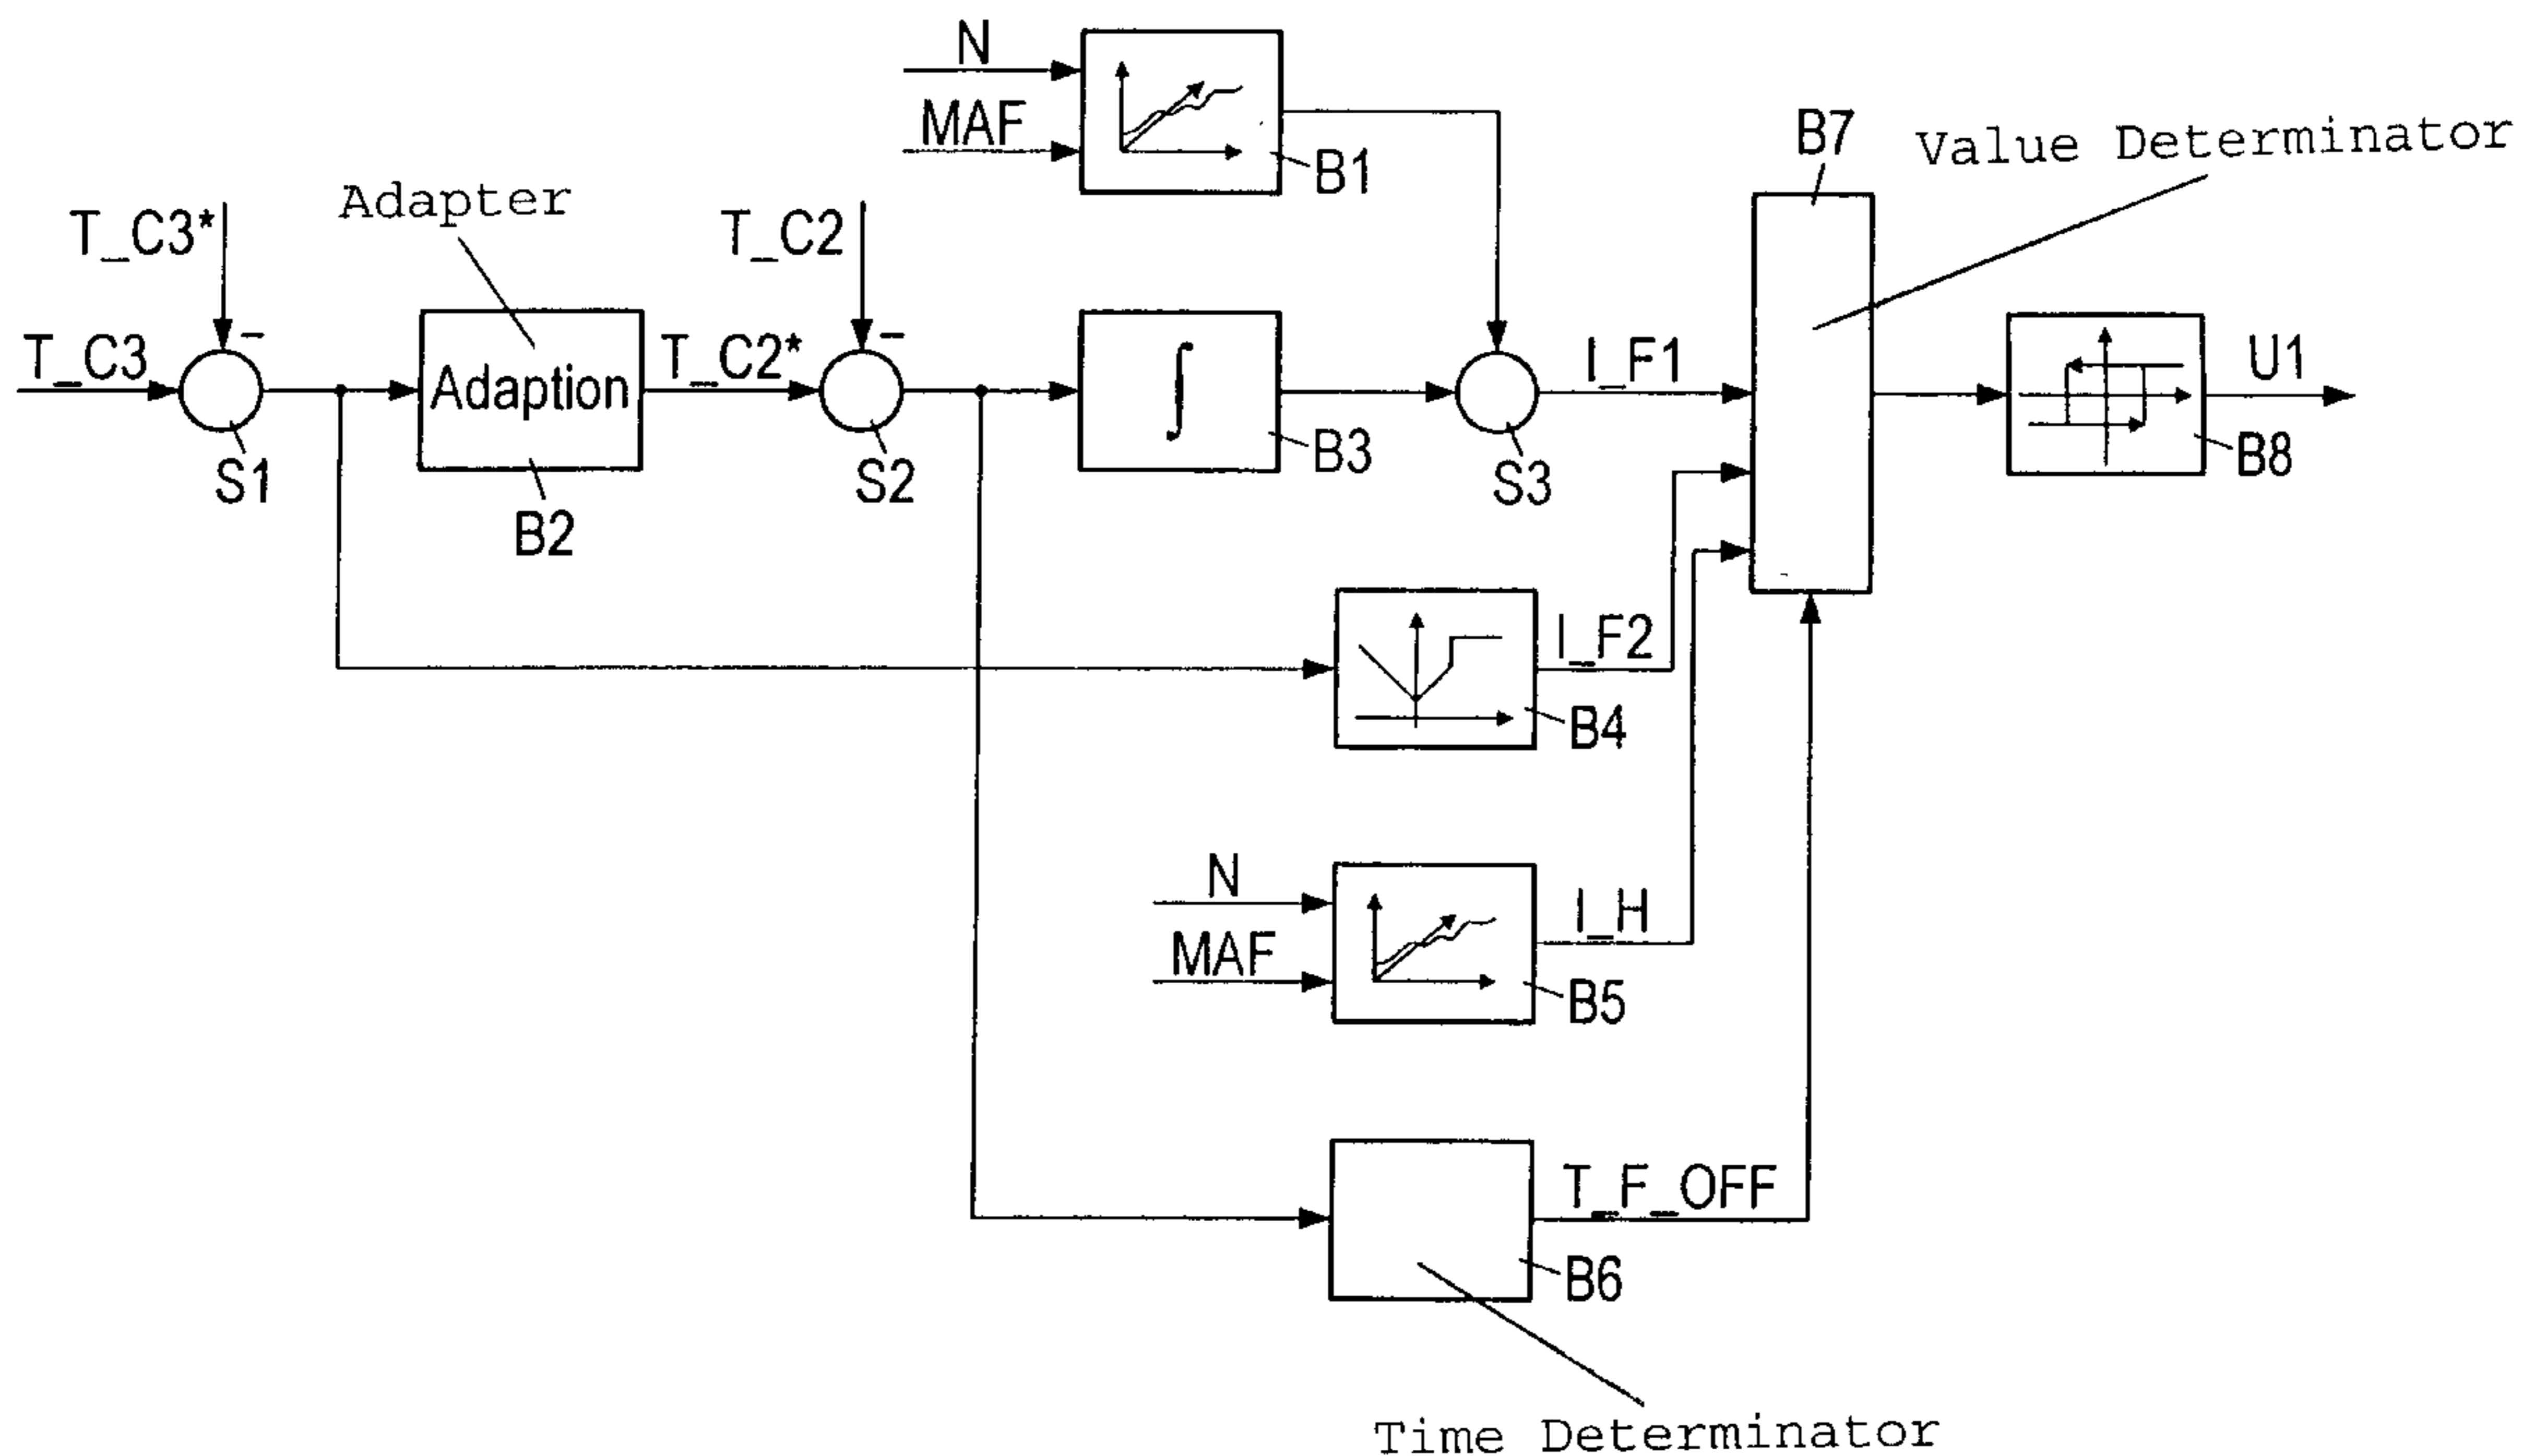 N
MAF
B1
B7
Value Determinator
Adapter
T_C3*
T_C2
-
-
T_C3
Adaption
T_C2*
∫
I_F1
U1
S1
B2
S2
B3
S3
B8
I_F2
B4
N
MAF
I_H
B5
T_F_OFF
B6
Time Determinator